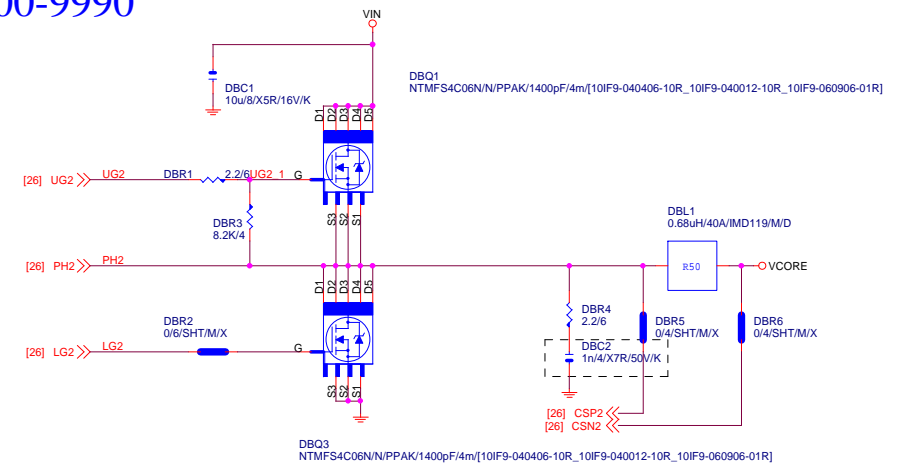 00-9990
VIN
DBC1
10u/8/X5R/16V/K
DBQ1
NTMFS4C06N/N/PPAK/1400pF/4m/[10IF9-040406-10R_10IF9-040012-10R_10IF9-060906-01R]
D1 D2 D3 D4 D5
[26] UG2 UG2 DBR1 2.2/6 UG2_1 G
S3 S2 S1
DBR3
8.2K/4
DBL1
0.68uH/40A/IMD119/M/D
[26] PH2 PH2 R50 VCORE
D1 D2 D3 D4 D5
DBR4
2.2/6
DBR2
0/6/SHT/M/X
DBR5
0/4/SHT/M/X
DBR6
0/4/SHT/M/X
[26] LG2 LG2 G
DBC2
1n/4/X7R/50V/K
S3 S2 S1
[26] CSP2
[26] CSN2
DBQ3
NTMFS4C06N/N/PPAK/1400pF/4m/[10IF9-040406-10R_10IF9-040012-10R_10IF9-060906-01R]